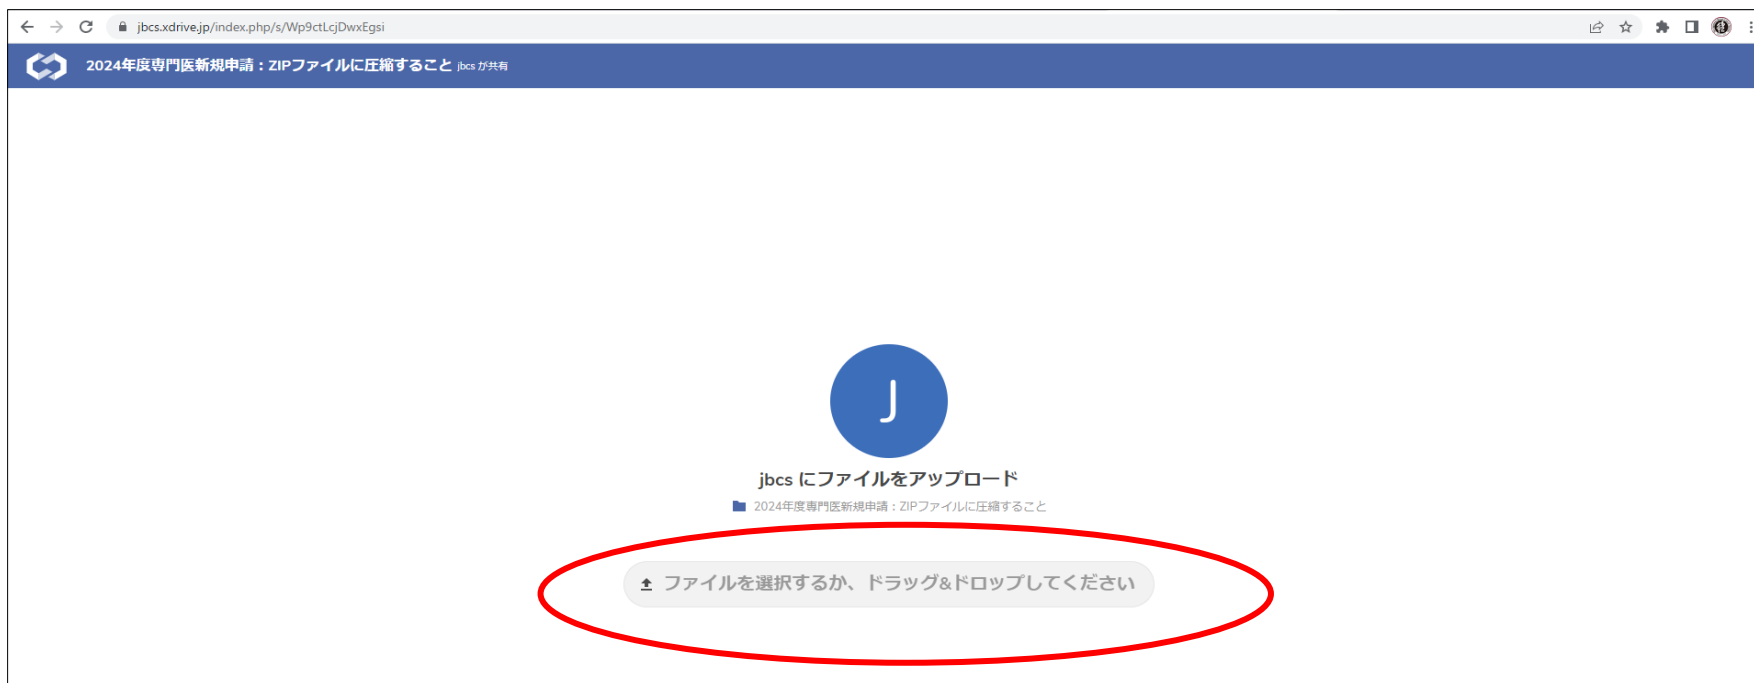 jbcs.xdrive.jp/index.php/s/Wp9ctLcjDwxEgsi
2024年度専門医新規申請：ZIPファイルに圧縮すること jbcs が共有
J
jbcs にファイルをアップロード
2024年度専門医新規申請：ZIPファイルに圧縮すること
ファイルを選択するか、ドラッグ&ドロップしてください